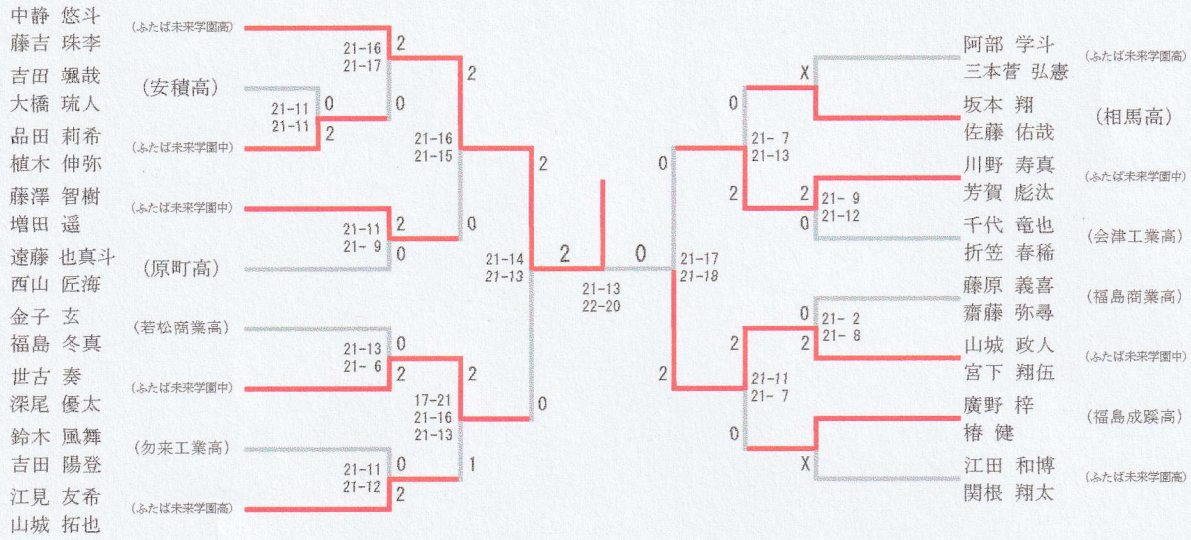 中静 悠斗
藤吉 珠李
(ふたば未来学園高)
吉田 颯哉
大橋 琉人
(安積高)
品田 莉希
植木 伸弥
(ふたば未来学園中)
藤澤 智樹
増田 遥
(ふたば未来学園中)
遠藤 也真斗
西山 匠海
(原町高)
金子 玄
福島 冬真
(若松商業高)
世古 奏
深尾 優太
(ふたば未来学園中)
鈴木 風舞
吉田 陽登
(勿来工業高)
江見 友希
山城 拓也
(ふたば未来学園高)
21-16
21-17
2
0
21-11
21-11
0
2
21-11
21- 9
2
0
21-16
21-15
2
0
21-13
21- 6
0
2
21-11
21-12
0
2
17-21
21-16
21-13
2
1
21-14
21-13
2
0
2
0
21-13
22-20
21-17
21-18
0
2
21- 7
21-13
0
2
X
21- 9
21-12
2
0
21-11
21- 7
2
0
21- 2
21- 8
0
2
X
阿部 学斗
三本菅 弘憲
(ふたば未来学園高)
坂本 翔
佐藤 佑哉
(相馬高)
川野 寿真
芳賀 彪汰
(ふたば未来学園中)
千代 竜也
折笠 春稀
(会津工業高)
藤原 義喜
齋藤 弥尋
(福島商業高)
山城 政人
宮下 翔伍
(ふたば未来学園中)
廣野 梓
椿 健
(福島成蹊高)
江田 和博
関根 翔太
(ふたば未来学園高)